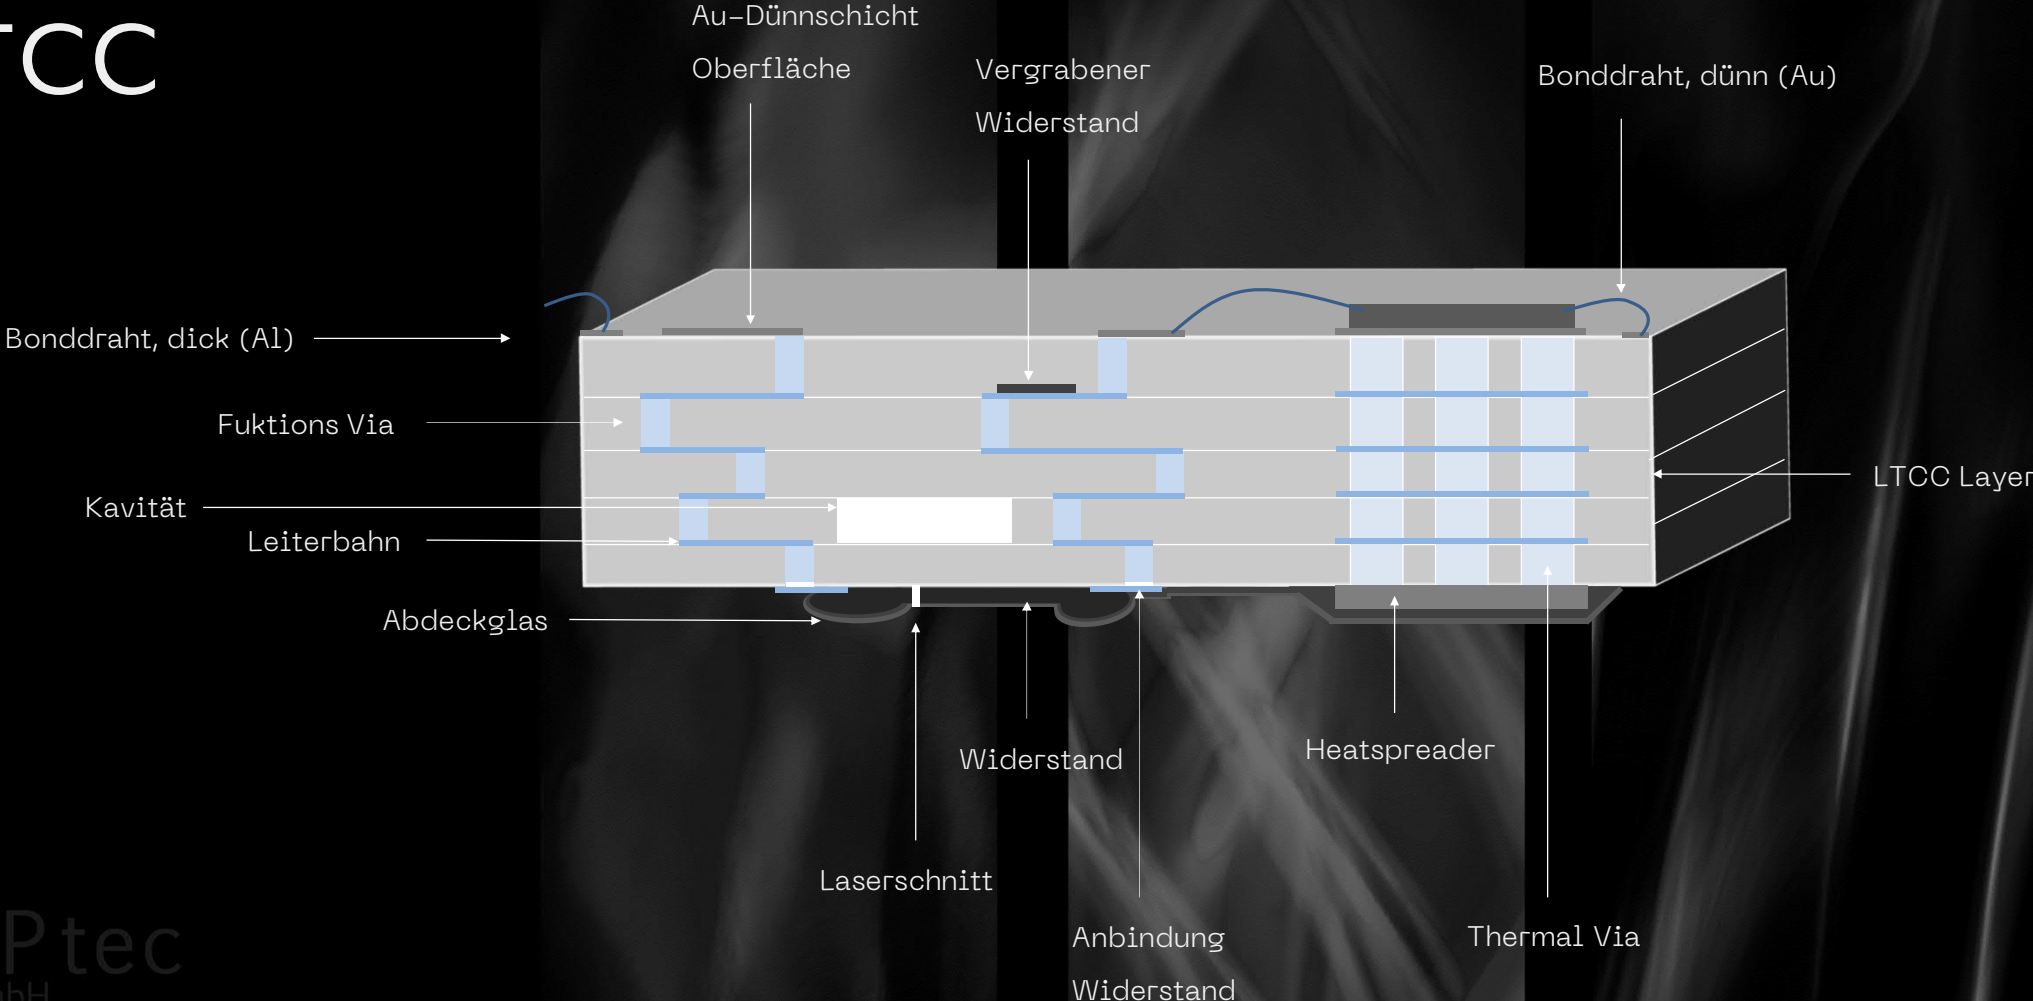 TCC
Au-Dünnschicht
Oberfläche
Vergrabener
Widerstand
Bonddraht, dünn (Au)
Bonddraht, dick (Al)
Fuktions Via
Kavität
Leiterbahn
LTCC Layer
Abdeckglas
Widerstand
Heatspreader
Laserschnitt
Anbindung
Widerstand
Thermal Via
Ptec
bH